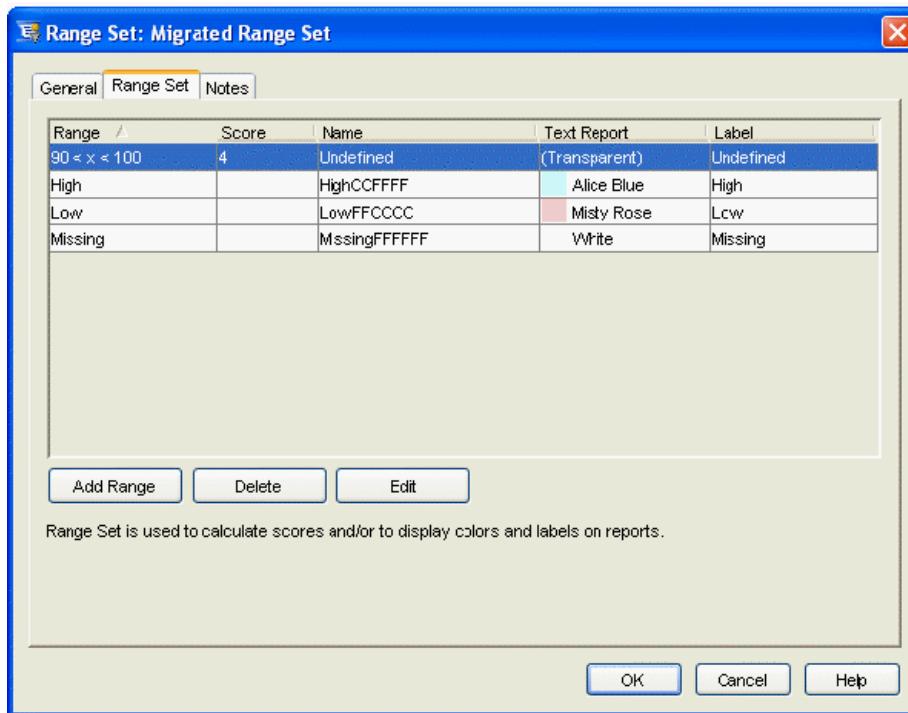 Range Set: Migrated Range Set
General Range Set Notes
Range Score Name Text Report Label
90 < x < 100 4 Undefined (Transparent) Undefined
High HighCCFFFF Alice Blue High
Low LowFFCCCC Misty Rose Low
Missing MssingFFFFFF White Missing
Add Range Delete Edit
Range Set is used to calculate scores and/or to display colors and labels on reports.
OK Cancel Help